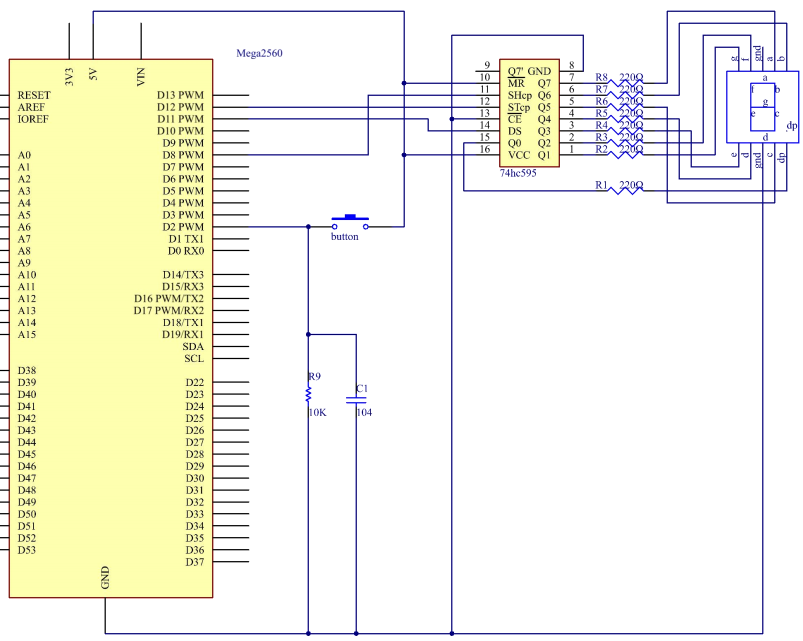 Mega2560
3V3
5V
VIN
RESET
AREF
IOREF
A0
A1
A2
A3
A4
A5
A6
A7
A8
A9
A10
A11
A12
A13
A14
A15
D38
D39
D40
D41
D42
D43
D44
D45
D46
D47
D48
D49
D50
D51
D52
D53
D13 PWM
D12 PWM
D11 PWM
D10 PWM
D9 PWM
D8 PWM
D7 PWM
D6 PWM
D5 PWM
D4 PWM
D3 PWM
D2 PWM
D1 TX1
D0 RX0
D14/TX3
D15/RX3
D16 PWM/TX2
D17 PWM/RX2
D18/TX1
D19/RX1
SDA
SCL
D22
D23
D24
D25
D26
D27
D28
D29
D30
D31
D32
D33
D34
D35
D36
D37
GND
button
R9
10K
C1
104
9 Q7' GND 8
10 MR Q7 7
11 SHcp Q6 6
12 STcp Q5 5
13 CE Q4 4
14 DS Q3 3
15 Q0 Q2 2
16 VCC Q1 1
74hc595
R8 220Ω
R7 220Ω
R6 220Ω
R5 220Ω
R4 220Ω
R3 220Ω
R2 220Ω
R1 220Ω
g f gnd a b
a
f b
g
e c
dp
d
e d gnd c dp